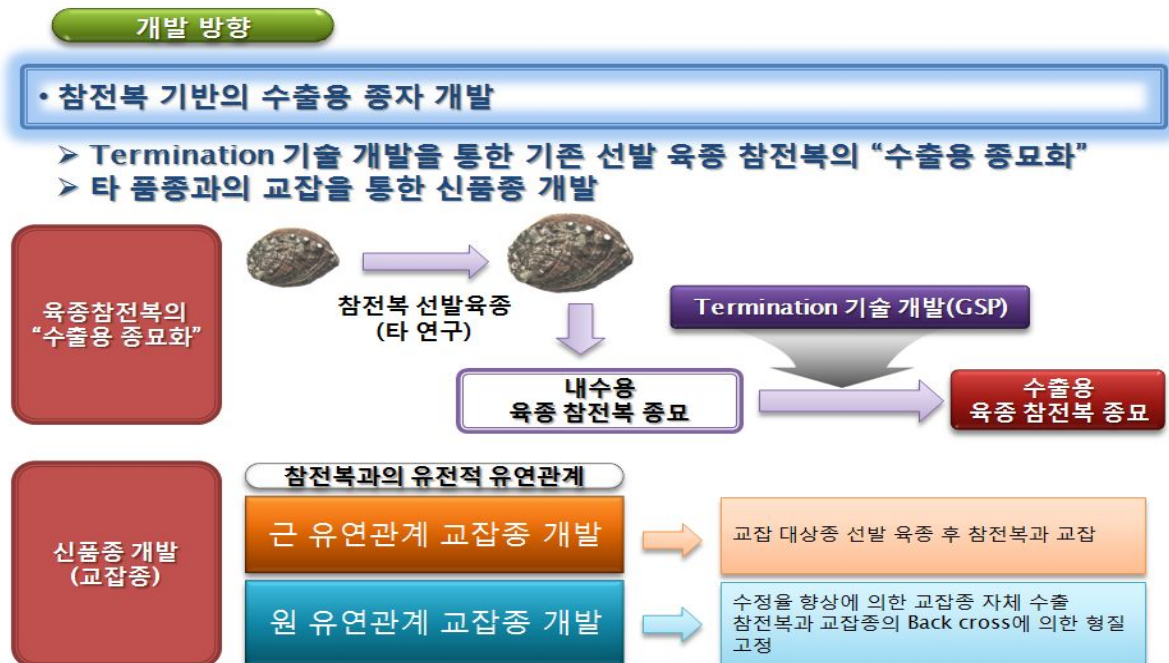 개발 방향
• 참전복 기반의 수출용 종자 개발
➢ Termination 기술 개발을 통한 기존 선발 육종 참전복의 “수출용 종묘화”
➢ 타 품종과의 교잡을 통한 신품종 개발
육종참전복의
“수출용 종묘화”
참전복 선발육종
(타 연구)
Termination 기술 개발(GSP)
내수용
육종 참전복 종묘
수출용
육종 참전복 종묘
신품종 개발
(교잡종)
참전복과의 유전적 유연관계
근 유연관계 교잡종 개발
교잡 대상종 선발 육종 후 참전복과 교잡
원 유연관계 교잡종 개발
수정율 향상에 의한 교잡종 자체 수출
참전복과 교잡종의 Back cross에 의한 형질
고정